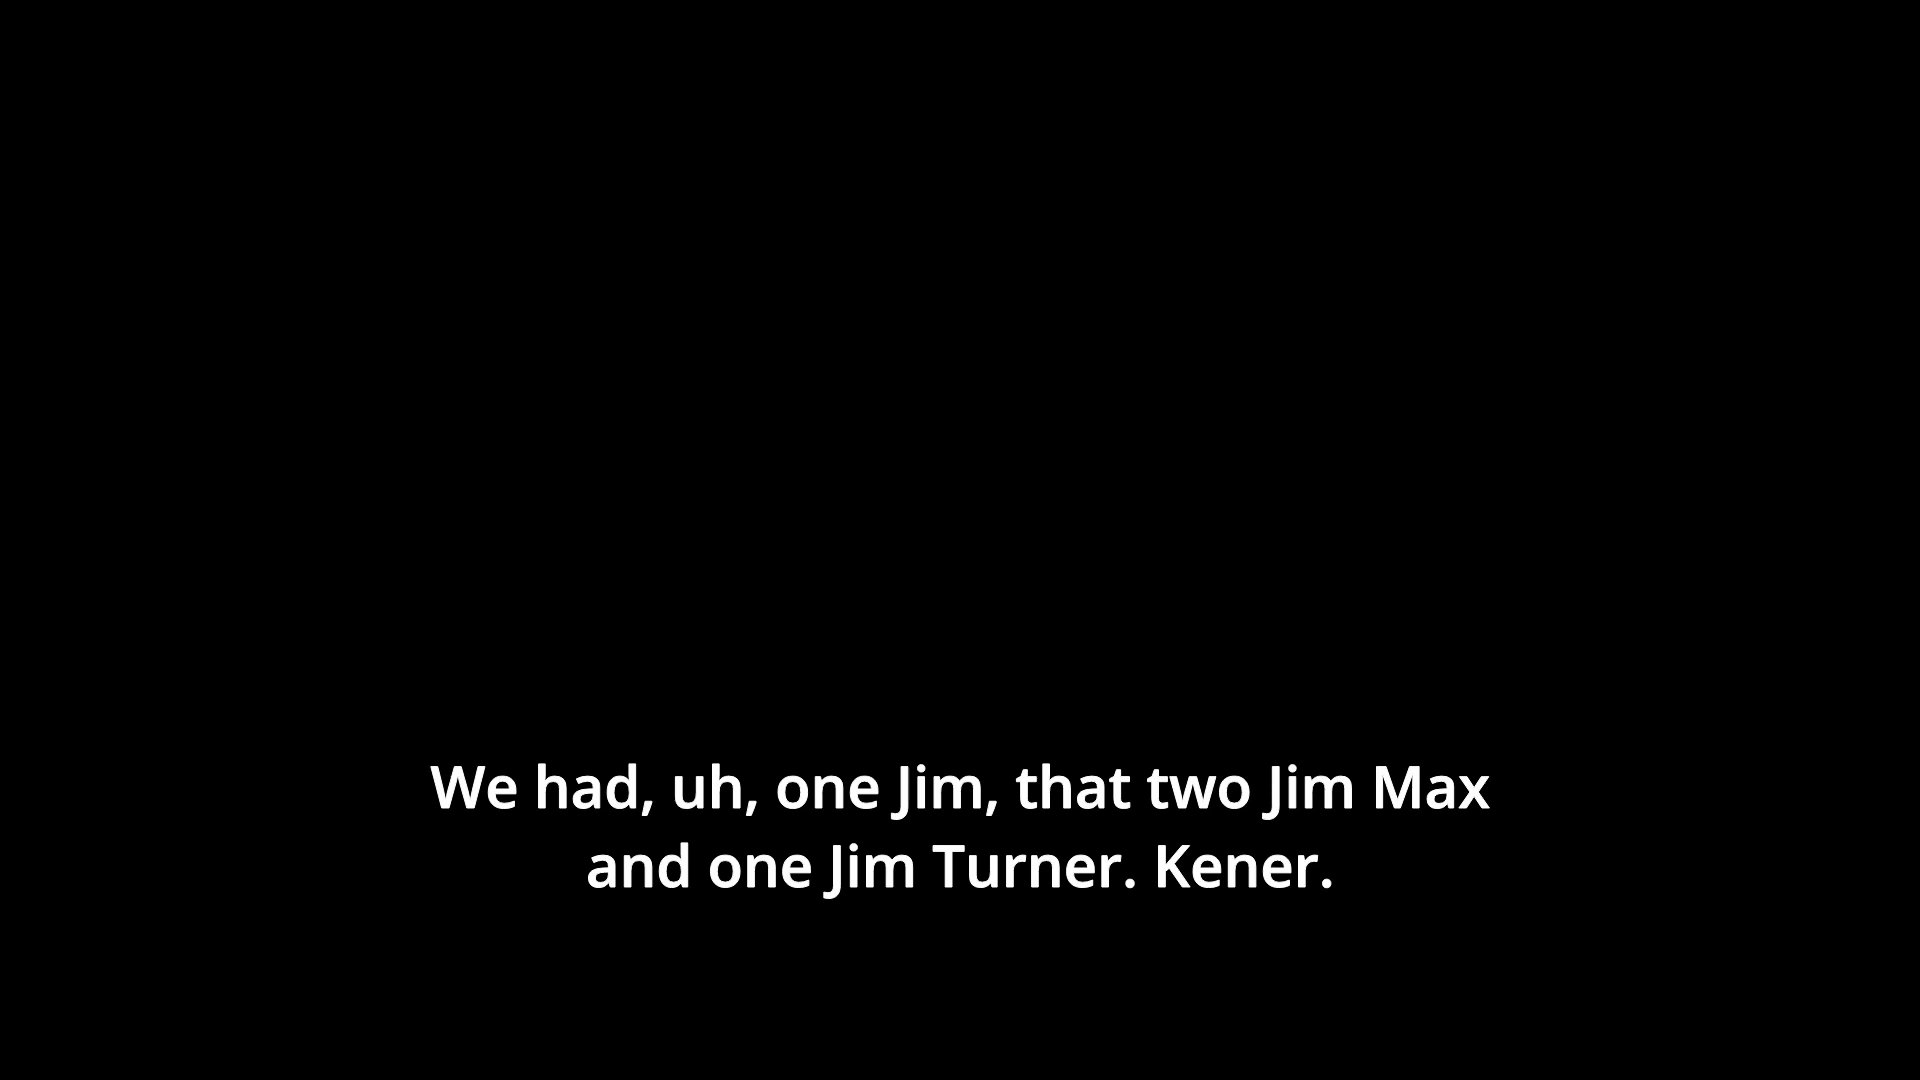 We had, uh, one Jim, that two Jim Max
and one Jim Turner. Kener.